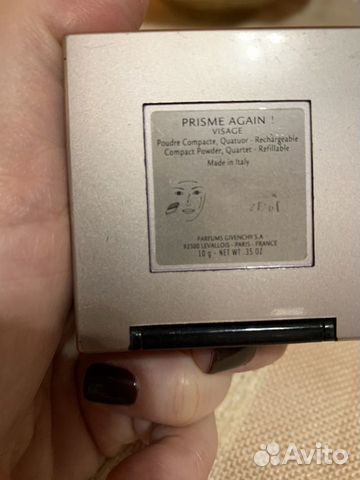 PRISME AGAIN !
VISAGE
Poudre Compacte, Quatuor - Rechargeable
Compact Powder, Quartet - Refillable
Made in Italy
PARFUMS GIVENCHY S.A
92300 LEVALLOIS - PARIS - FRANCE
10 g - NET WT .35 OZ
Avito